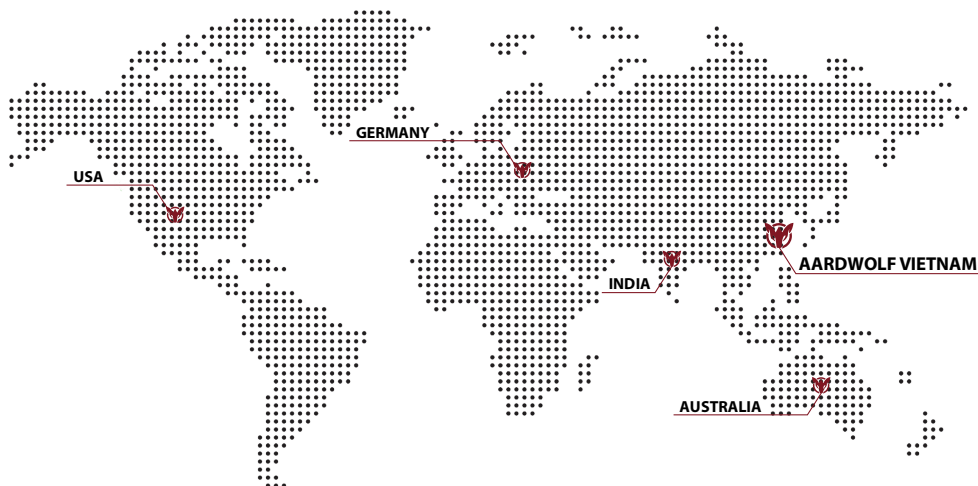 GERMANY
USA
AARDWOLF VIETNAM
INDIA
AUSTRALIA